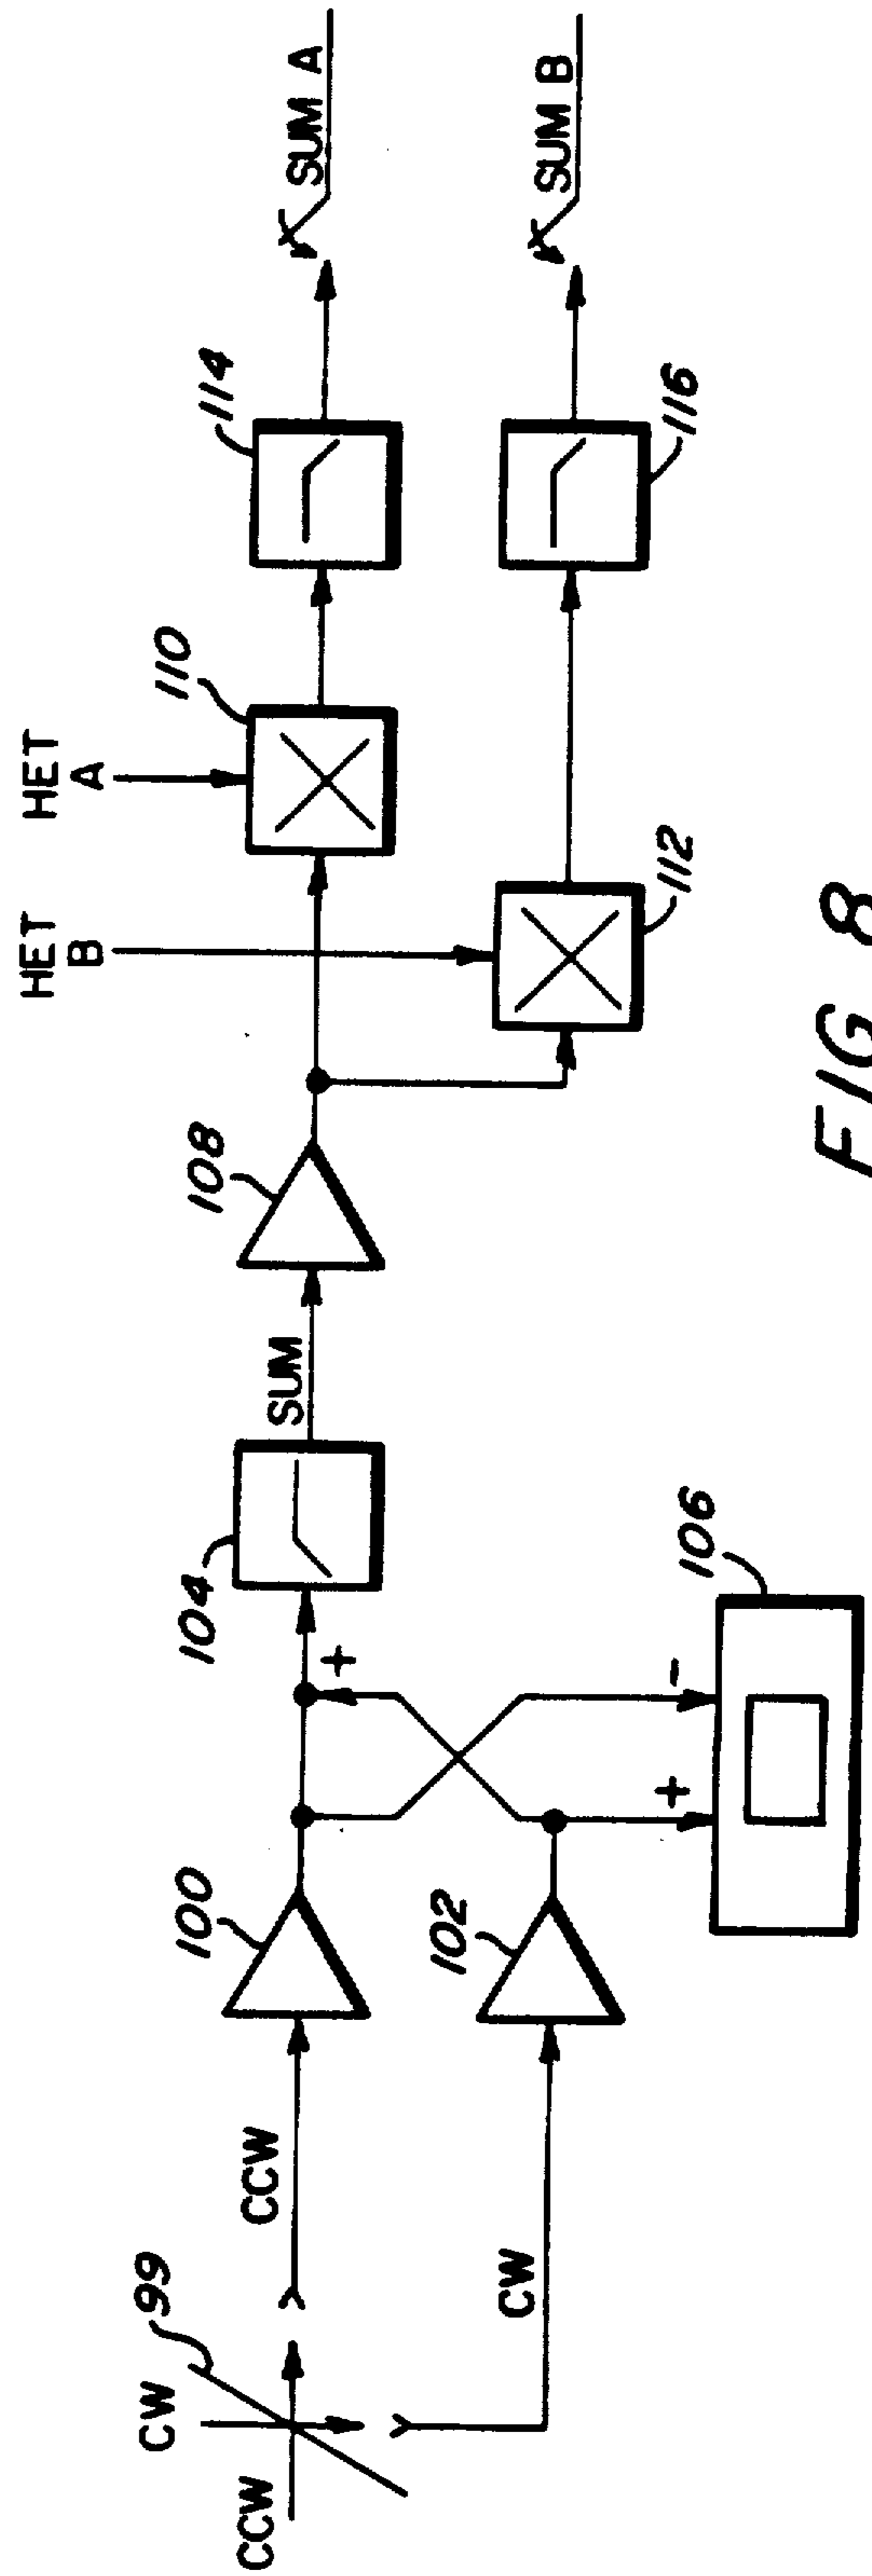 HET
A
HET
B
CW
99
CCW
CCW
CW
100
102
+
+
-
104
106
SUM
108
110
112
114
116
SUM A
SUM B
FIG 8